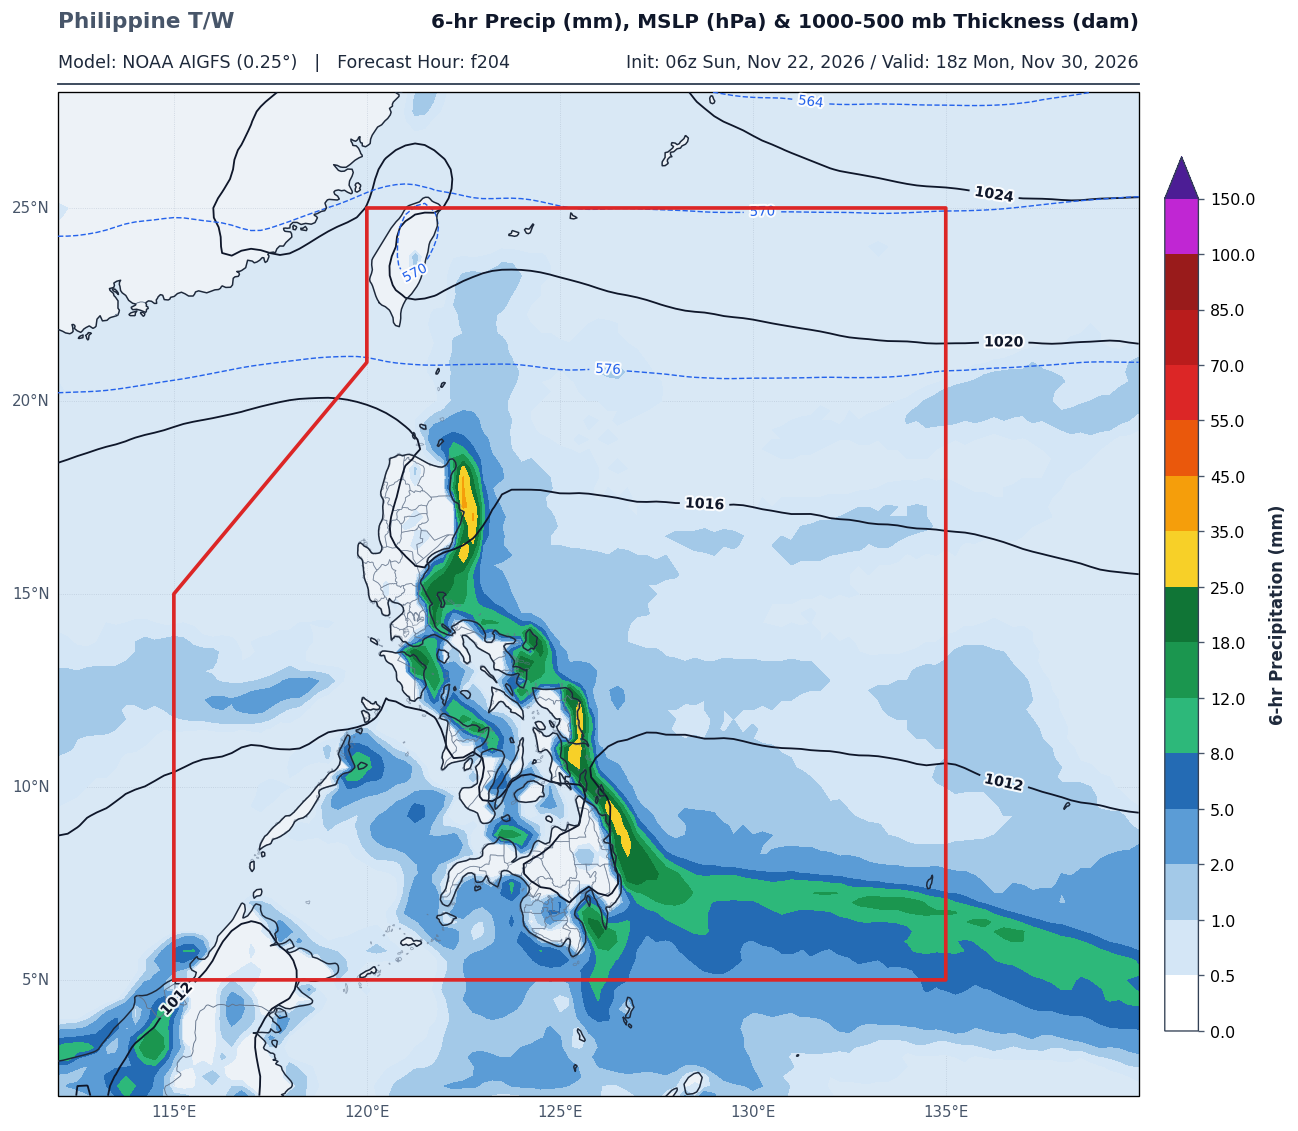 Philippine T/W
6-hr Precip (mm), MSLP (hPa) & 1000-500 mb Thickness (dam)
Model: NOAA AIGFS (0.25°) | Forecast Hour: f204
Init: 06z Sun, Nov 22, 2026 / Valid: 18z Mon, Nov 30, 2026
564
1024
570
570
1020
576
1016
1012
1012
25°N
20°N
15°N
10°N
5°N
115°E
120°E
125°E
130°E
135°E
150.0
100.0
85.0
70.0
55.0
45.0
35.0
25.0
18.0
12.0
8.0
5.0
2.0
1.0
0.5
0.0
6-hr Precipitation (mm)